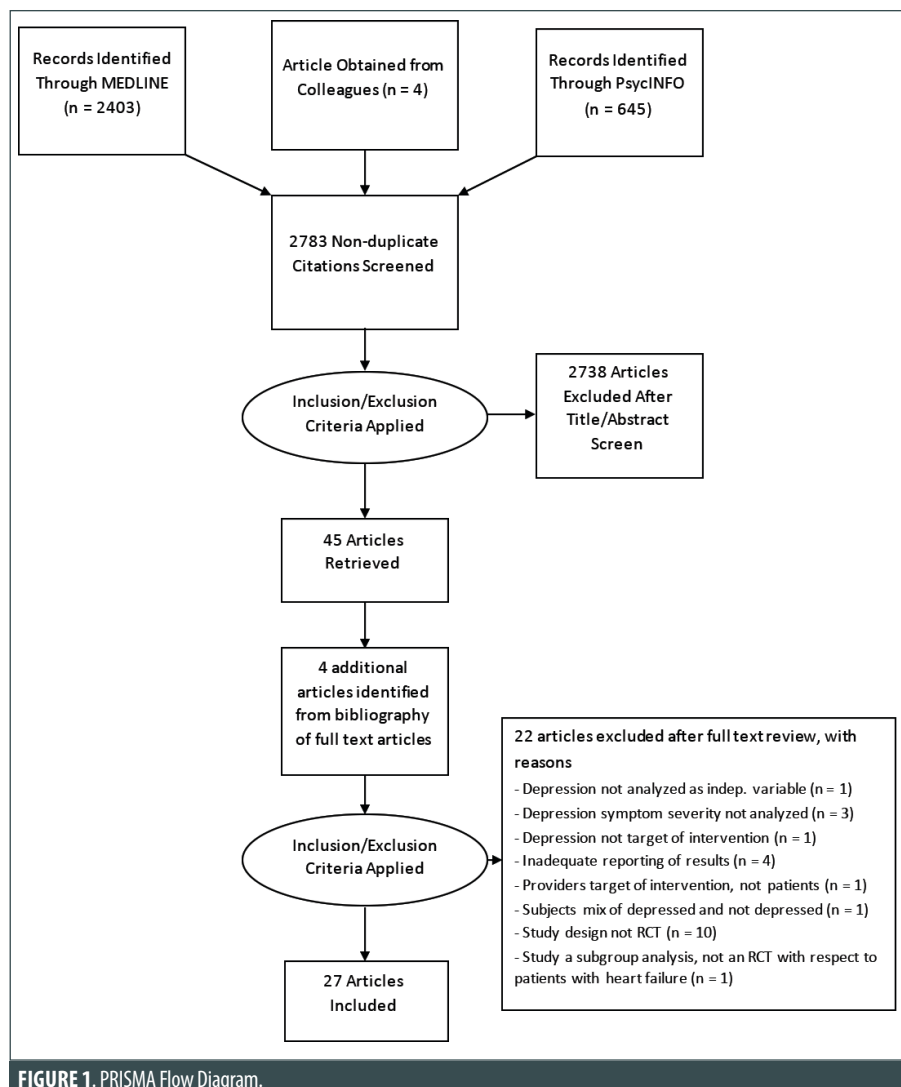 Records Identified
Through MEDLINE
(n = 2403)
Article Obtained from
Colleagues (n = 4)
Records Identified
Through PsycINFO
(n = 645)
2783 Non-duplicate
Citations Screened
Inclusion/Exclusion
Criteria Applied
2738 Articles
Excluded After
Title/Abstract
Screen
45 Articles
Retrieved
4 additional
articles identified
from bibliography
of full text articles
Inclusion/Exclusion
Criteria Applied
22 articles excluded after full text review, with
reasons
- Depression not analyzed as indep. variable (n = 1)
- Depression symptom severity not analyzed (n = 3)
- Depression not target of intervention (n = 1)
- Inadequate reporting of results (n = 4)
- Providers target of intervention, not patients (n = 1)
- Subjects mix of depressed and not depressed (n = 1)
- Study design not RCT (n = 10)
- Study a subgroup analysis, not an RCT with respect to
patients with heart failure (n = 1)
27 Articles
Included
FIGURE 1. PRISMA Flow Diagram.